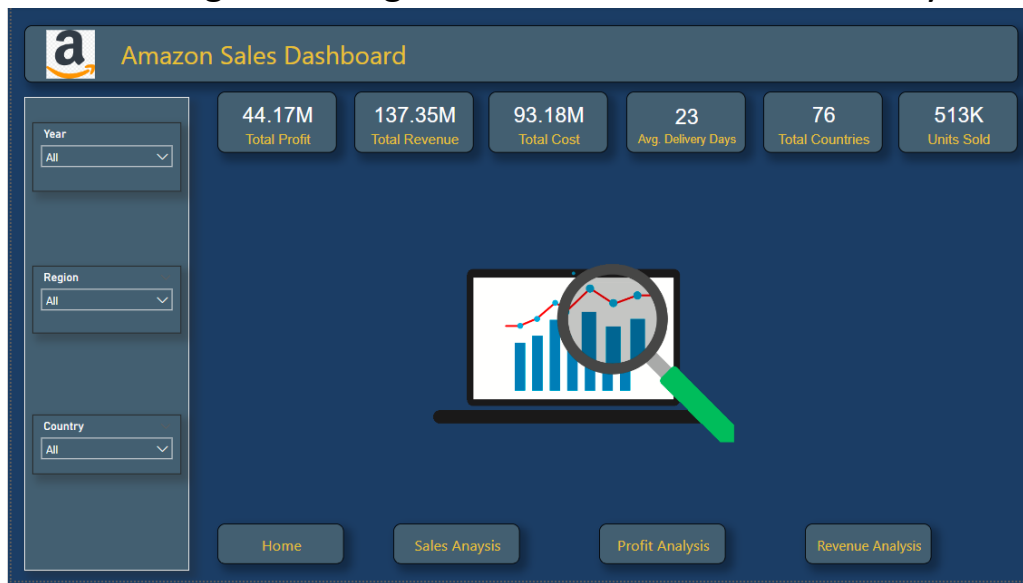 a
Amazon Sales Dashboard
44.17M
Total Profit
137.35M
Total Revenue
93.18M
Total Cost
23
Avg. Delivery Days
76
Total Countries
513K
Units Sold
Year
All
Region
All
Country
All
Home
Sales Anaysis
Profit Analysis
Revenue Analysis